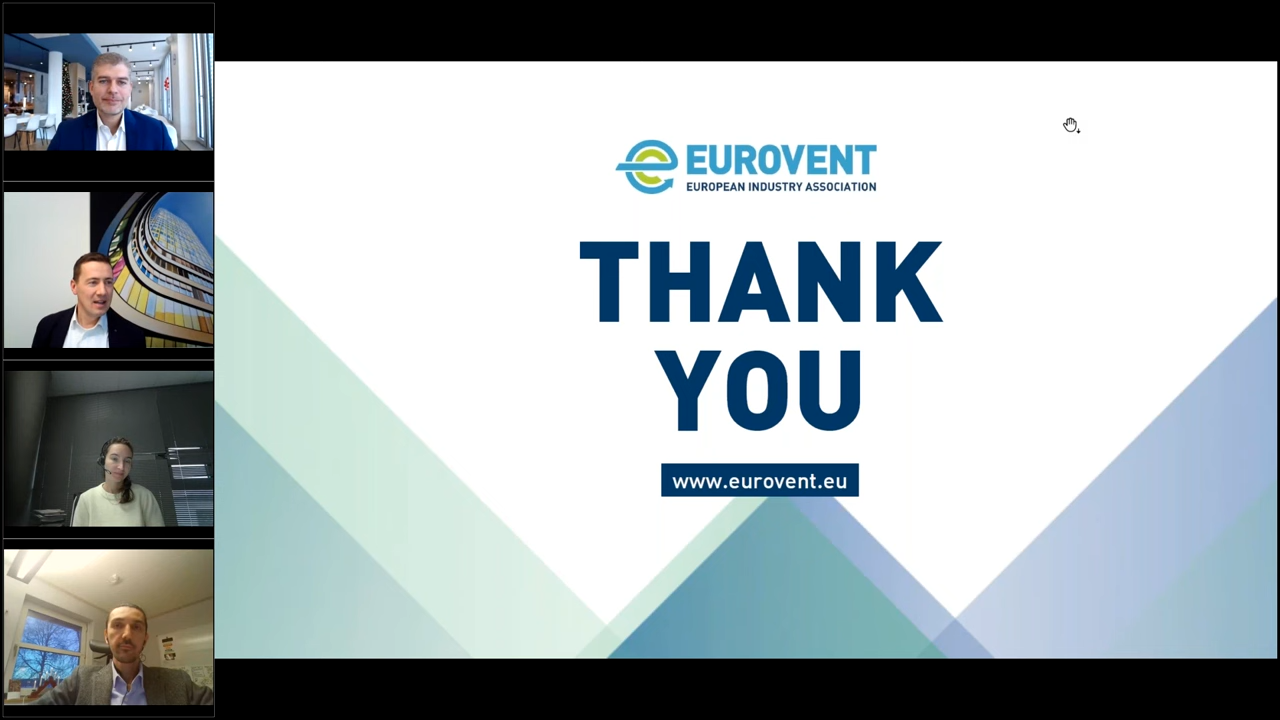 EUROVENT
EUROPEAN INDUSTRY ASSOCIATION
THANK
YOU
www.eurovent.eu